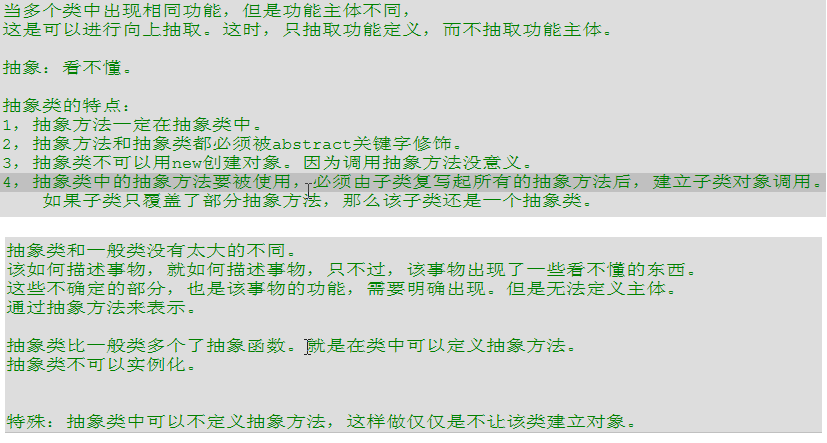 当多个类中出现相同功能，但是功能主体不同，
这是可以进行向上抽取。这时，只抽取功能定义，而不抽取功能主体。
抽象：看不懂。
抽象类的特点：
1，抽象方法一定在抽象类中。
2，抽象方法和抽象类都必须被abstract关键字修饰。
3，抽象类不可以用new创建对象。因为调用抽象方法没意义。
4，抽象类中的抽象方法要被使用，必须由子类复写起所有的抽象方法后，建立子类对象调用。
如果子类只覆盖了部分抽象方法，那么该子类还是一个抽象类。
抽象类和一般类没有太大的不同。
该如何描述事物，就如何描述事物，只不过，该事物出现了一些看不懂的东西。
这些不确定的部分，也是该事物的功能，需要明确出现。但是无法定义主体。
通过抽象方法来表示。
抽象类比一般类多个了抽象函数。就是在类中可以定义抽象方法。
抽象类不可以实例化。
特殊：抽象类中可以不定义抽象方法，这样做仅仅是不让该类建立对象。